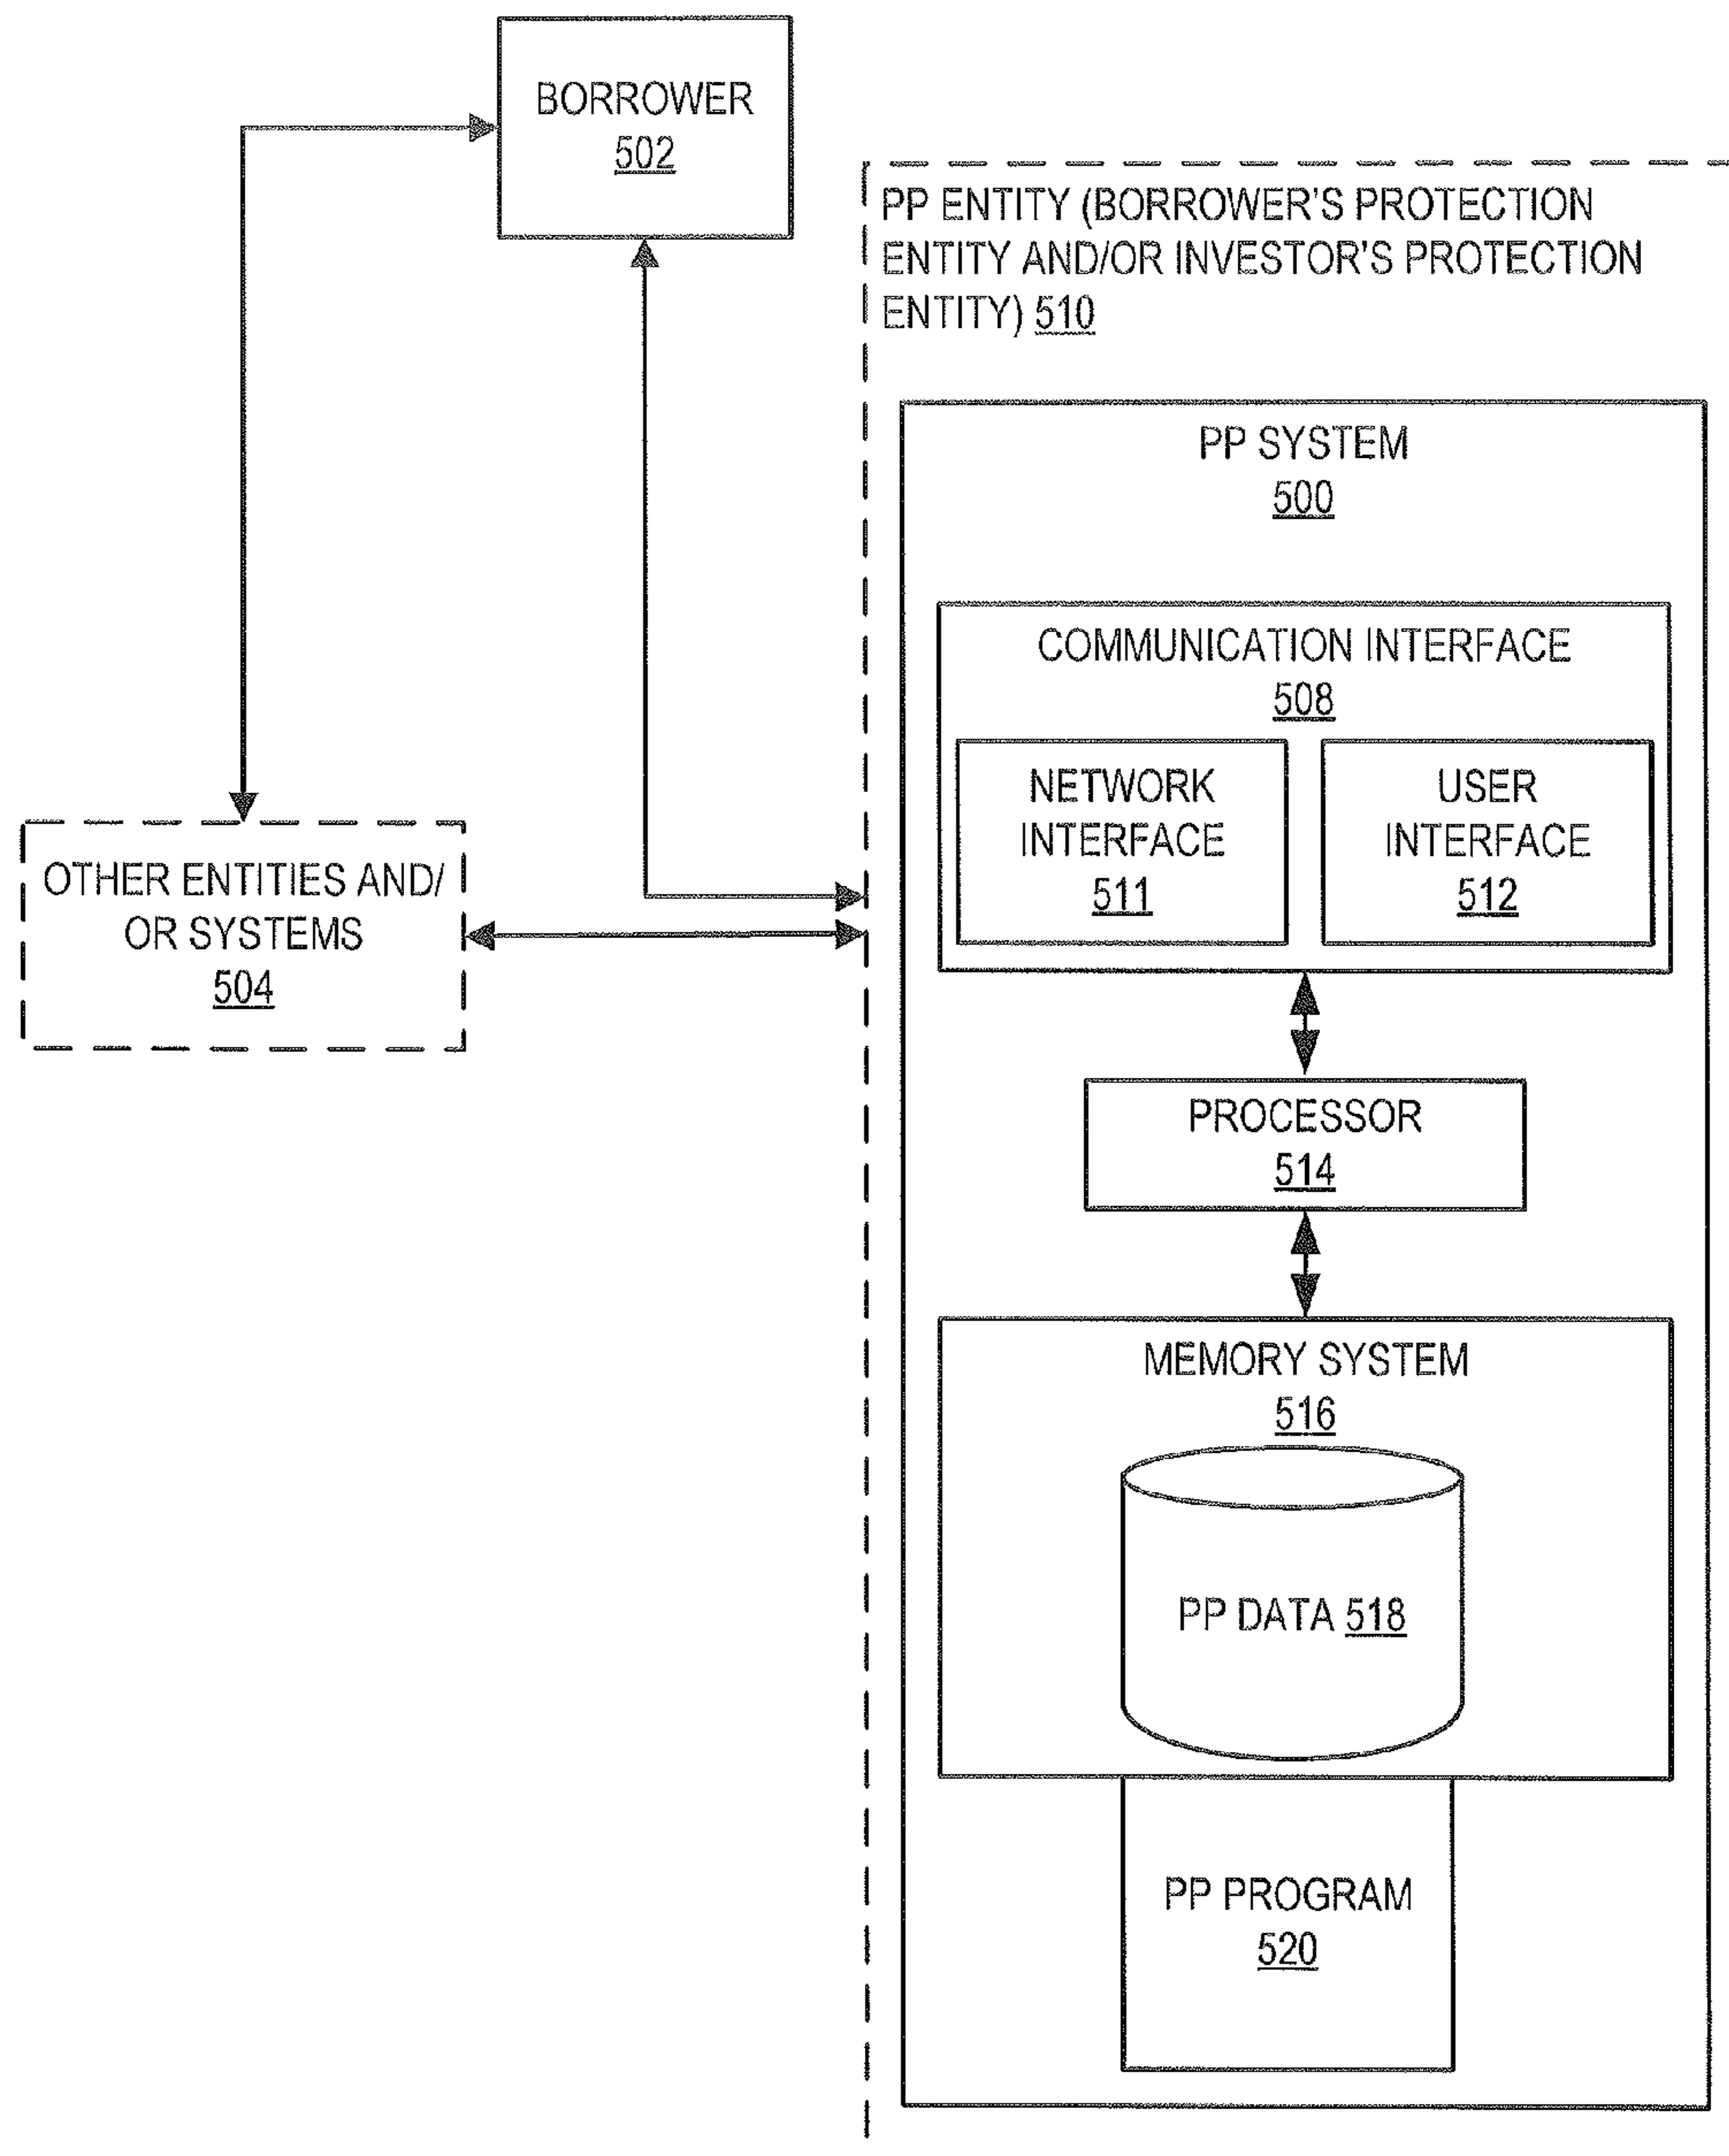 BORROWER
502
PP ENTITY (BORROWER'S PROTECTION
ENTITY AND/OR INVESTOR'S PROTECTION
ENTITY) 510
PP SYSTEM
500
COMMUNICATION INTERFACE
508
NETWORK
INTERFACE
511
USER
INTERFACE
512
OTHER ENTITIES AND/
OR SYSTEMS
504
PROCESSOR
514
MEMORY SYSTEM
516
PP DATA 518
PP PROGRAM
520